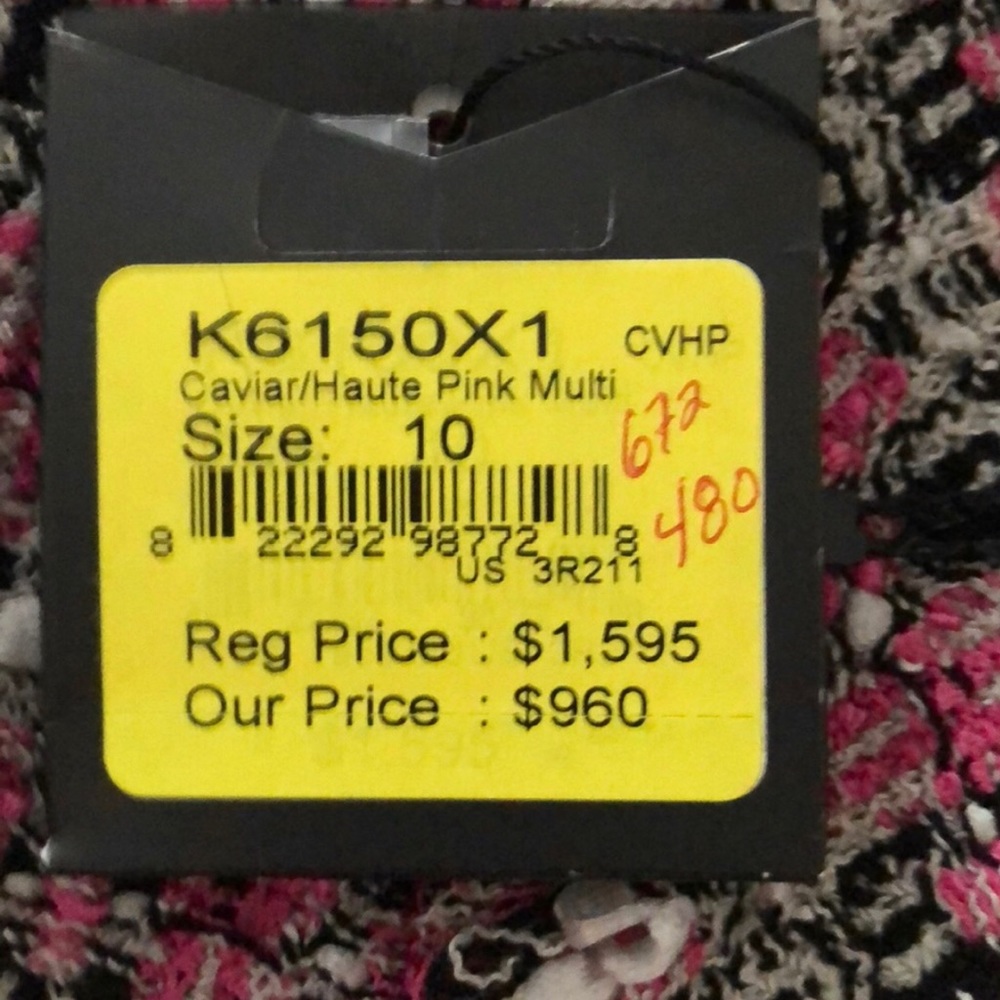 K6150X1 CVHP
Caviar/Haute Pink Multi
Size: 10
672
480
8 22292 98772 8
US 3R211
Reg Price : $1,595
Our Price : $960